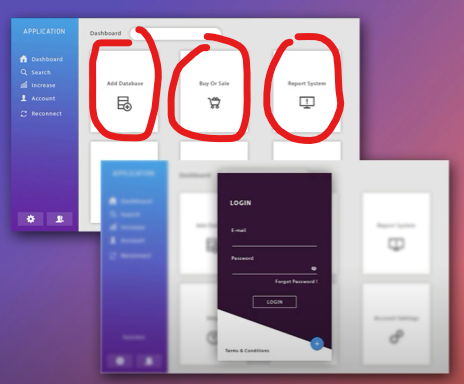 APPLICATION
Dashboard
Dashboard
Search
Increase
Account
Reconnect
Add Database
Buy Or Sale
Report System
APPLICATION
Dashboard
Search
Increase
Account
Reconnect
Dashboard
Report System
Account Settings
LOGIN
E-mail
Password
Forgot Password !
LOGIN
Terms & Conditions